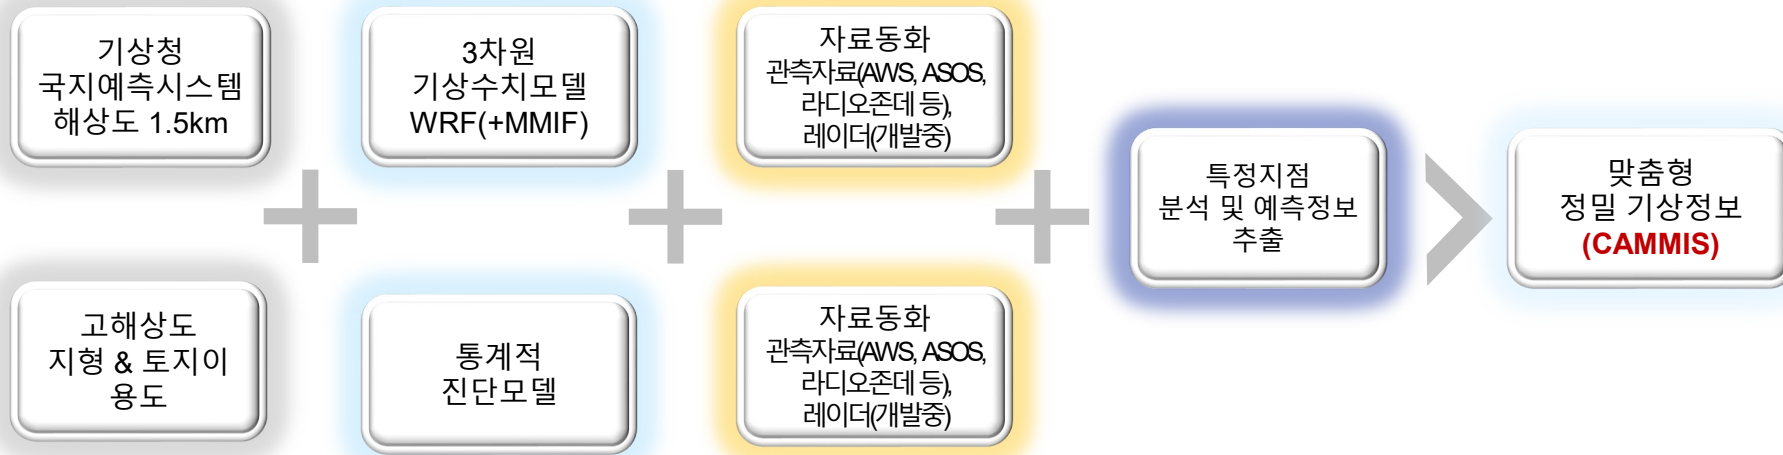 기상청
국지예측시스템
해상도 1.5km
3차원
기상수치모델
WRF(+MMIF)
자료동화
관측자료(AWS, ASOS,
라디오존데 등),
레이더(개발중)
고해상도
지형 & 토지이
용도
통계적
진단모델
자료동화
관측자료(AWS, ASOS,
라디오존데 등),
레이더(개발중)
특정지점
분석 및 예측정보
추출
맞춤형
정밀 기상정보
(CAMMIS)